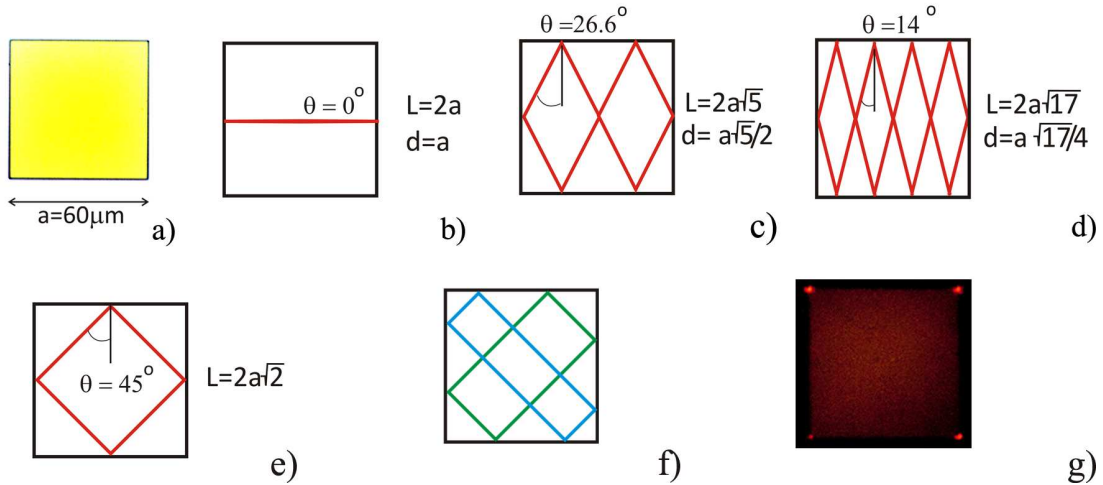 a=60μm
a)
θ=0°
L=2a
d=a
b)
θ=26.6°
L=2a√5
d= a√5/2
c)
θ=14°
L=2a√17
d=a √17/4
d)
θ=45°
L=2a√2
e)
f)
g)